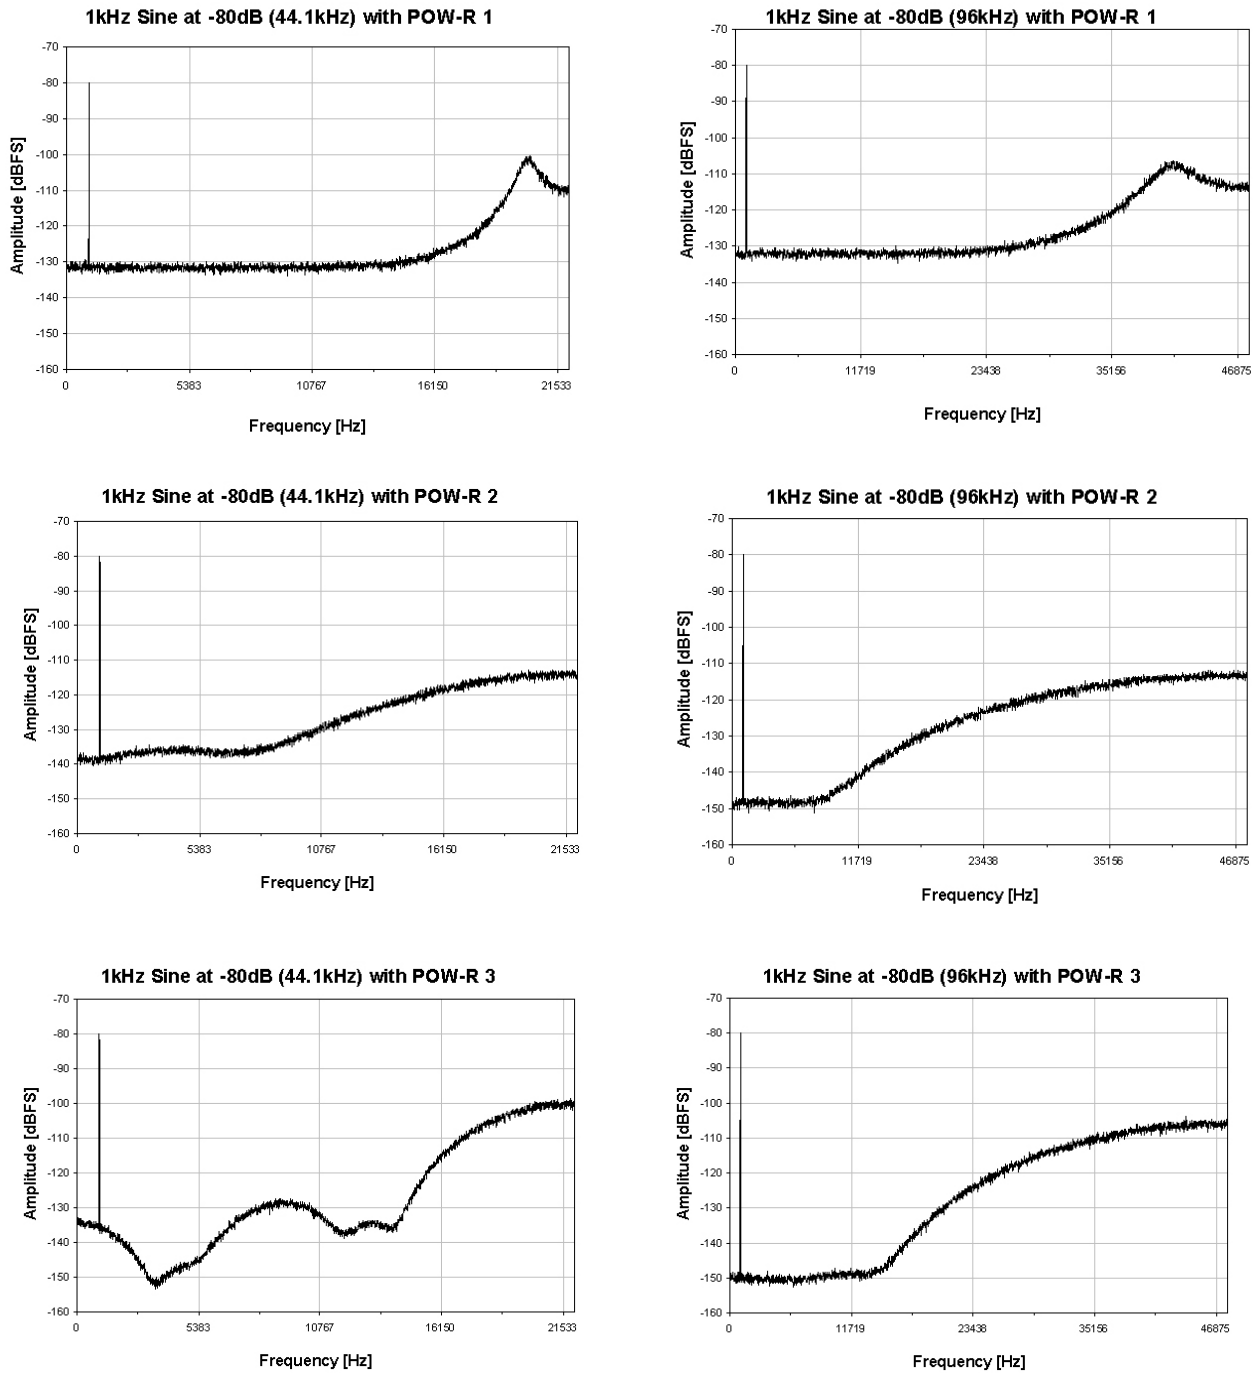 1kHz Sine at -80dB (44.1kHz) with POW-R 1
Amplitude [dBFS]
-70
-80
-90
-100
-110
-120
-130
-140
-150
-160
0 5383 10767 16150 21533
Frequency [Hz]
1kHz Sine at -80dB (96kHz) with POW-R 1
Amplitude [dBFS]
-70
-80
-90
-100
-110
-120
-130
-140
-150
-160
0 11719 23438 35156 46875
Frequency [Hz]
1kHz Sine at -80dB (44.1kHz) with POW-R 2
Amplitude [dBFS]
-70
-80
-90
-100
-110
-120
-130
-140
-150
-160
0 5383 10767 16150 21533
Frequency [Hz]
1kHz Sine at -80dB (96kHz) with POW-R 2
Amplitude [dBFS]
-70
-80
-90
-100
-110
-120
-130
-140
-150
-160
0 11719 23438 35156 46875
Frequency [Hz]
1kHz Sine at -80dB (44.1kHz) with POW-R 3
Amplitude [dBFS]
-70
-80
-90
-100
-110
-120
-130
-140
-150
-160
0 5383 10767 16150 21533
Frequency [Hz]
1kHz Sine at -80dB (96kHz) with POW-R 3
Amplitude [dBFS]
-70
-80
-90
-100
-110
-120
-130
-140
-150
-160
0 11719 23438 35156 46875
Frequency [Hz]